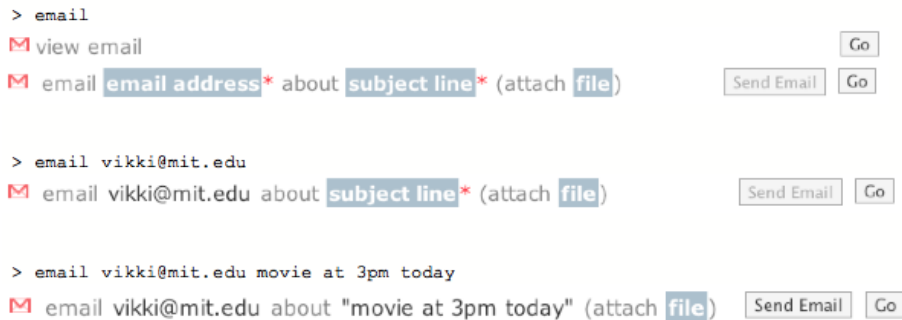 > email
view email Go
email email address* about subject line* (attach file) Send Email Go
> email vikki@mit.edu
email vikki@mit.edu about subject line* (attach file) Send Email Go
> email vikki@mit.edu movie at 3pm today
email vikki@mit.edu about "movie at 3pm today" (attach file) Send Email Go